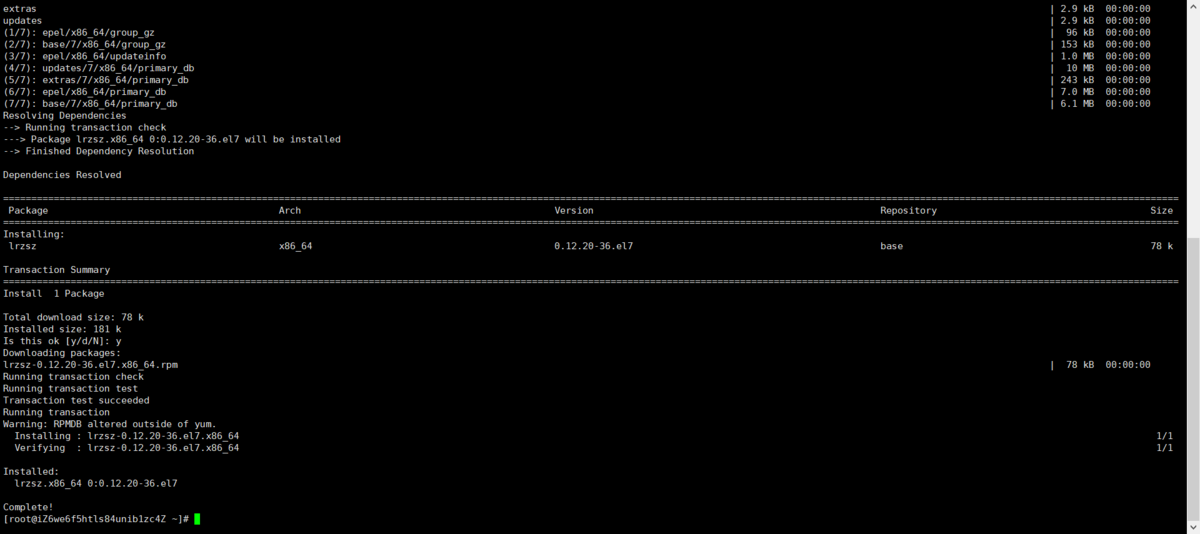 extras | 2.9 kB 00:00:00
updates | 2.9 kB 00:00:00
(1/7): epel/x86_64/group_gz | 96 kB 00:00:00
(2/7): base/7/x86_64/group_gz | 153 kB 00:00:00
(3/7): epel/x86_64/updateinfo | 1.0 MB 00:00:00
(4/7): updates/7/x86_64/primary_db | 10 MB 00:00:00
(5/7): extras/7/x86_64/primary_db | 243 kB 00:00:00
(6/7): epel/x86_64/primary_db | 7.0 MB 00:00:00
(7/7): base/7/x86_64/primary_db | 6.1 MB 00:00:00
Resolving Dependencies
--> Running transaction check
---> Package lrzsz.x86_64 0:0.12.20-36.el7 will be installed
--> Finished Dependency Resolution
Dependencies Resolved
Package Arch Version Repository Size
Installing:
lrzsz x86_64 0.12.20-36.el7 base 78 k
Transaction Summary
Install 1 Package
Total download size: 78 k
Installed size: 181 k
Is this ok [y/d/N]: y
Downloading packages:
lrzsz-0.12.20-36.el7.x86_64.rpm | 78 kB 00:00:00
Running transaction check
Running transaction test
Transaction test succeeded
Running transaction
Warning: RPMDB altered outside of yum.
Installing : lrzsz-0.12.20-36.el7.x86_64 1/1
Verifying : lrzsz-0.12.20-36.el7.x86_64 1/1
Installed:
lrzsz.x86_64 0:0.12.20-36.el7
Complete!
[root@iZ6we6f5htls84unib1zc4Z ~]#